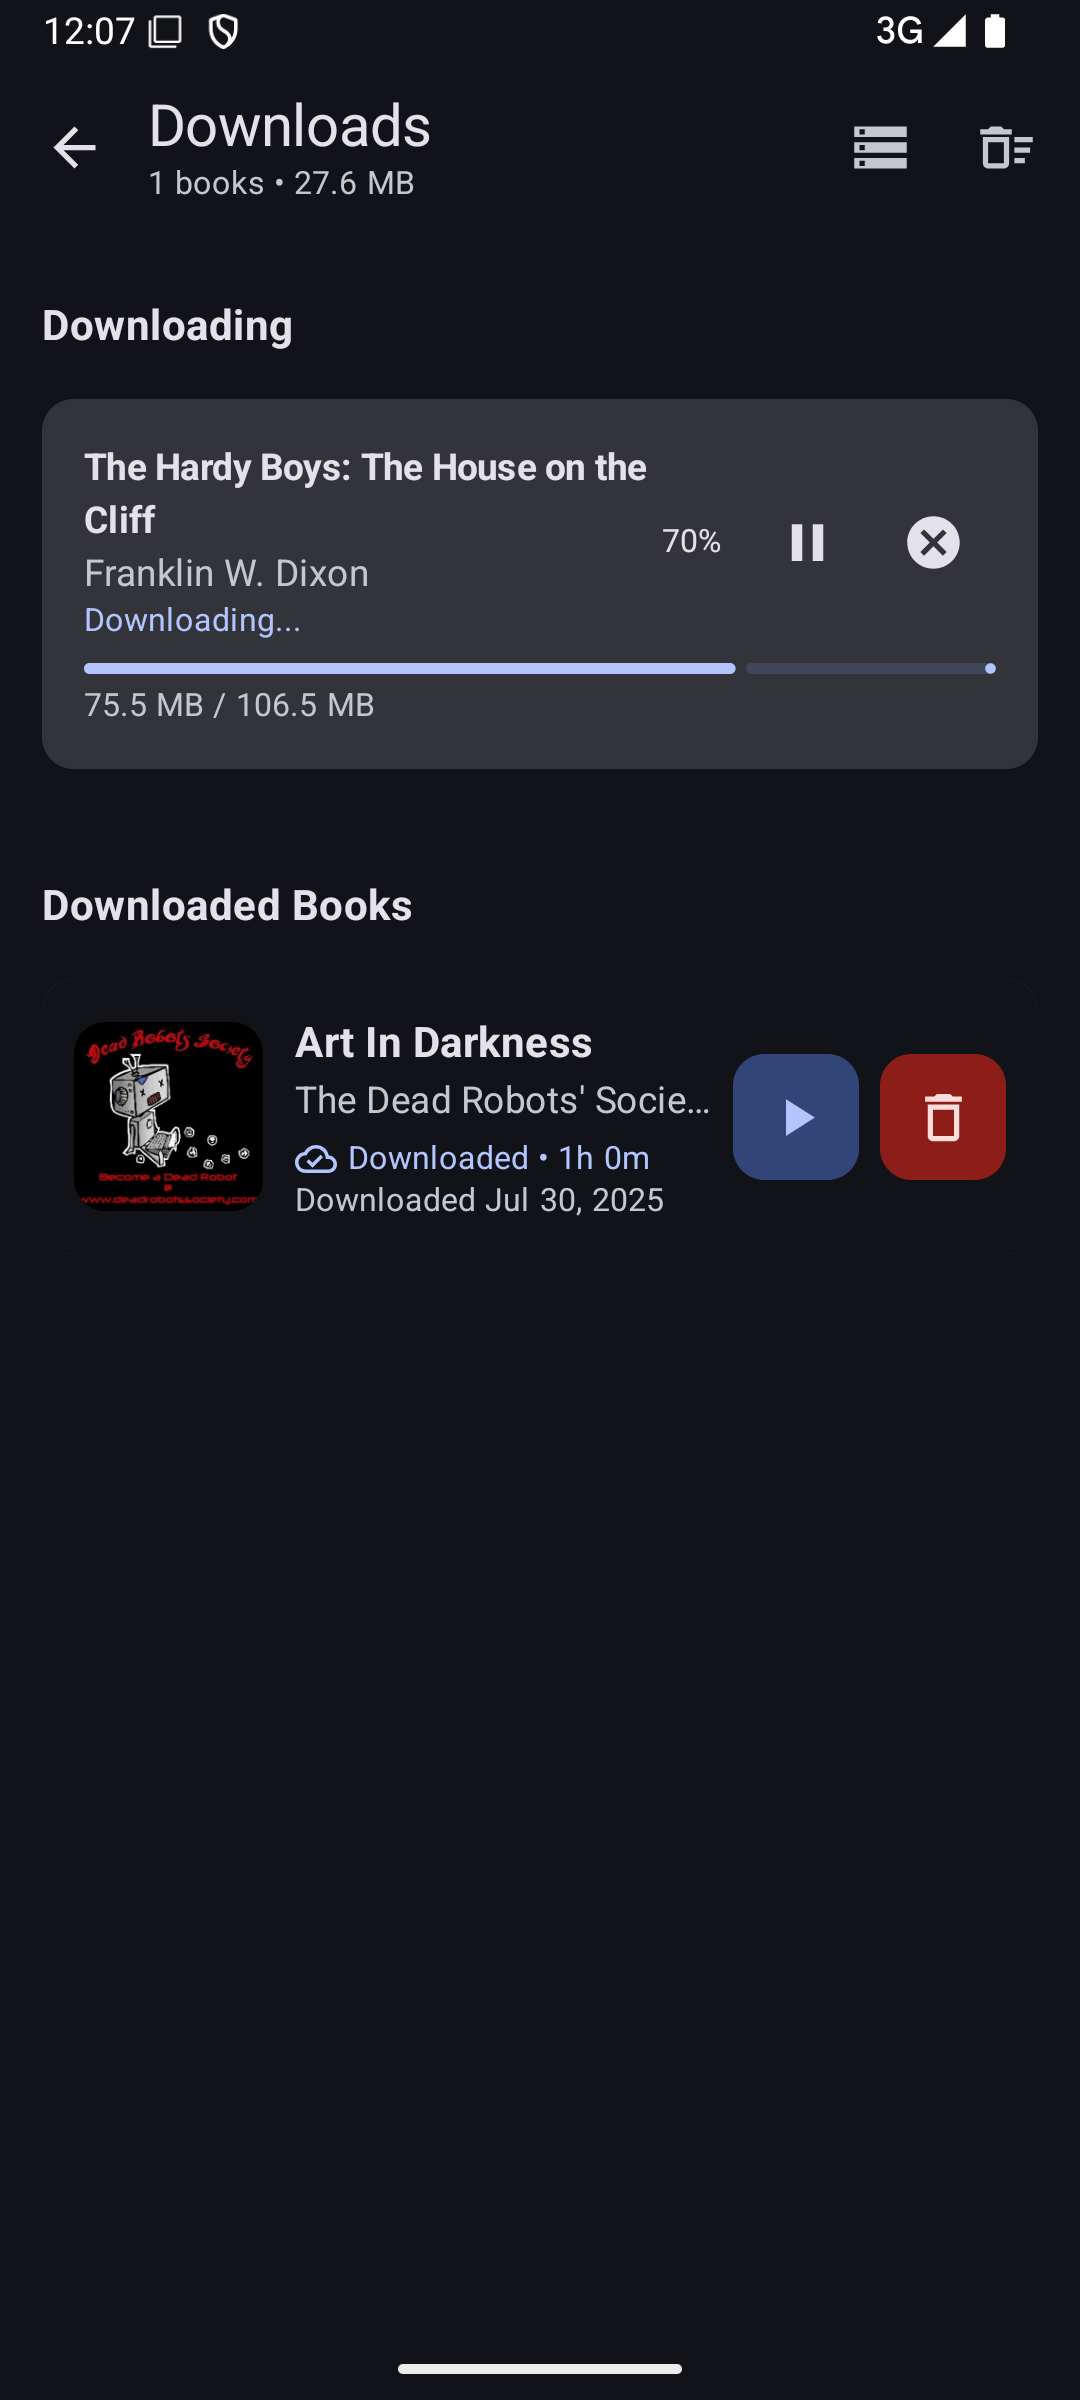 12:07
3G
Downloads
1 books • 27.6 MB
Downloading
The Hardy Boys: The House on the
Cliff
Franklin W. Dixon
Downloading...
70%
75.5 MB / 106.5 MB
Downloaded Books
Dead Robots Society
Become a Dead Robot
@
www.deadrobotssociety.com
Art In Darkness
The Dead Robots' Socie...
Downloaded • 1h 0m
Downloaded Jul 30, 2025